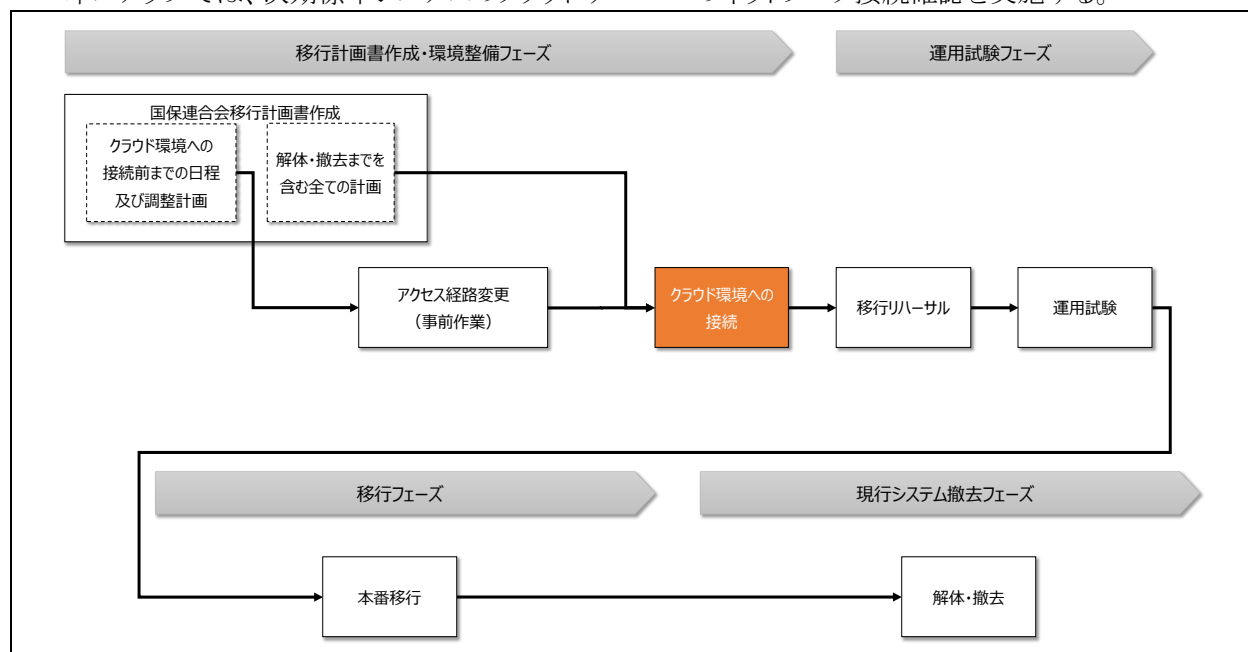 移行計画書作成・環境整備フェーズ
運用試験フェーズ
国保連合会移行計画書作成
クラウド環境への
接続前までの日程
及び調整計画
解体・撤去までを
含む全ての計画
アクセス経路変更
（事前作業）
クラウド環境への
接続
移行リハーサル
運用試験
移行フェーズ
現行システム撤去フェーズ
本番移行
解体・撤去